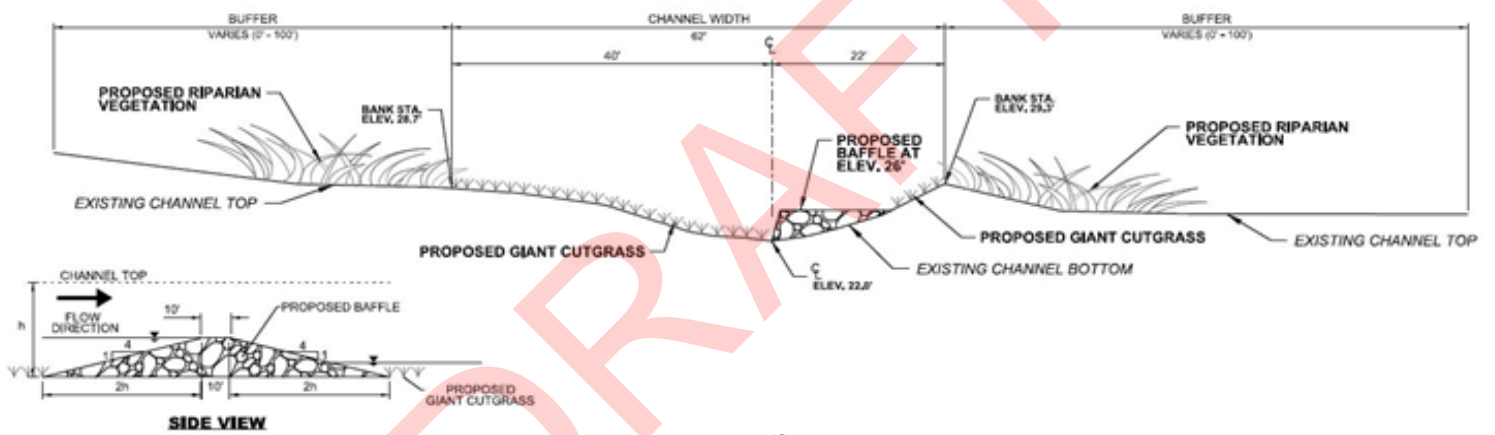 BUFFER
VARIES (0' - 100')
CHANNEL WIDTH
62'
BUFFER
VARIES (0' - 100')
℄
40'
22'
PROPOSED RIPARIAN
VEGETATION
BANK STA.
ELEV. 28.7'
BANK STA.
ELEV. 29.3'
PROPOSED
BAFFLE AT
ELEV. 26'
PROPOSED RIPARIAN
VEGETATION
EXISTING CHANNEL TOP
PROPOSED GIANT CUTGRASS
PROPOSED GIANT CUTGRASS
EXISTING CHANNEL TOP
EXISTING CHANNEL BOTTOM
℄
ELEV. 22.8'
CHANNEL TOP
FLOW
DIRECTION
h
10'
PROPOSED BAFFLE
4
1
4
1
2h
10'
2h
PROPOSED
GIANT CUTGRASS
SIDE VIEW
DRAFT